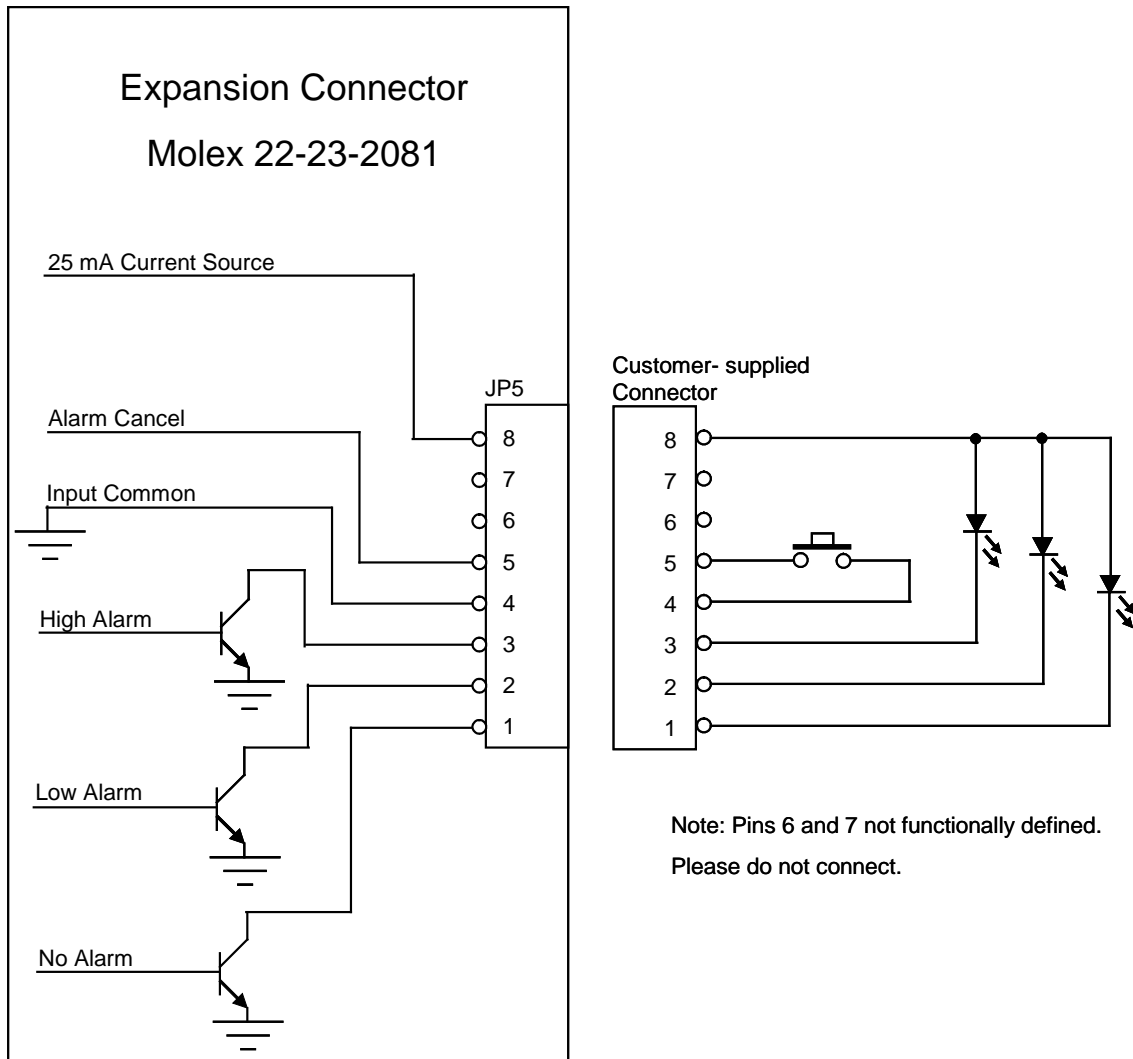 Expansion Connector
Molex 22-23-2081
25 mA Current Source
Alarm Cancel
Input Common
High Alarm
Low Alarm
No Alarm
JP5
8
7
6
5
4
3
2
1
Customer- supplied
Connector
8
7
6
5
4
3
2
1
Note: Pins 6 and 7 not functionally defined.
Please do not connect.